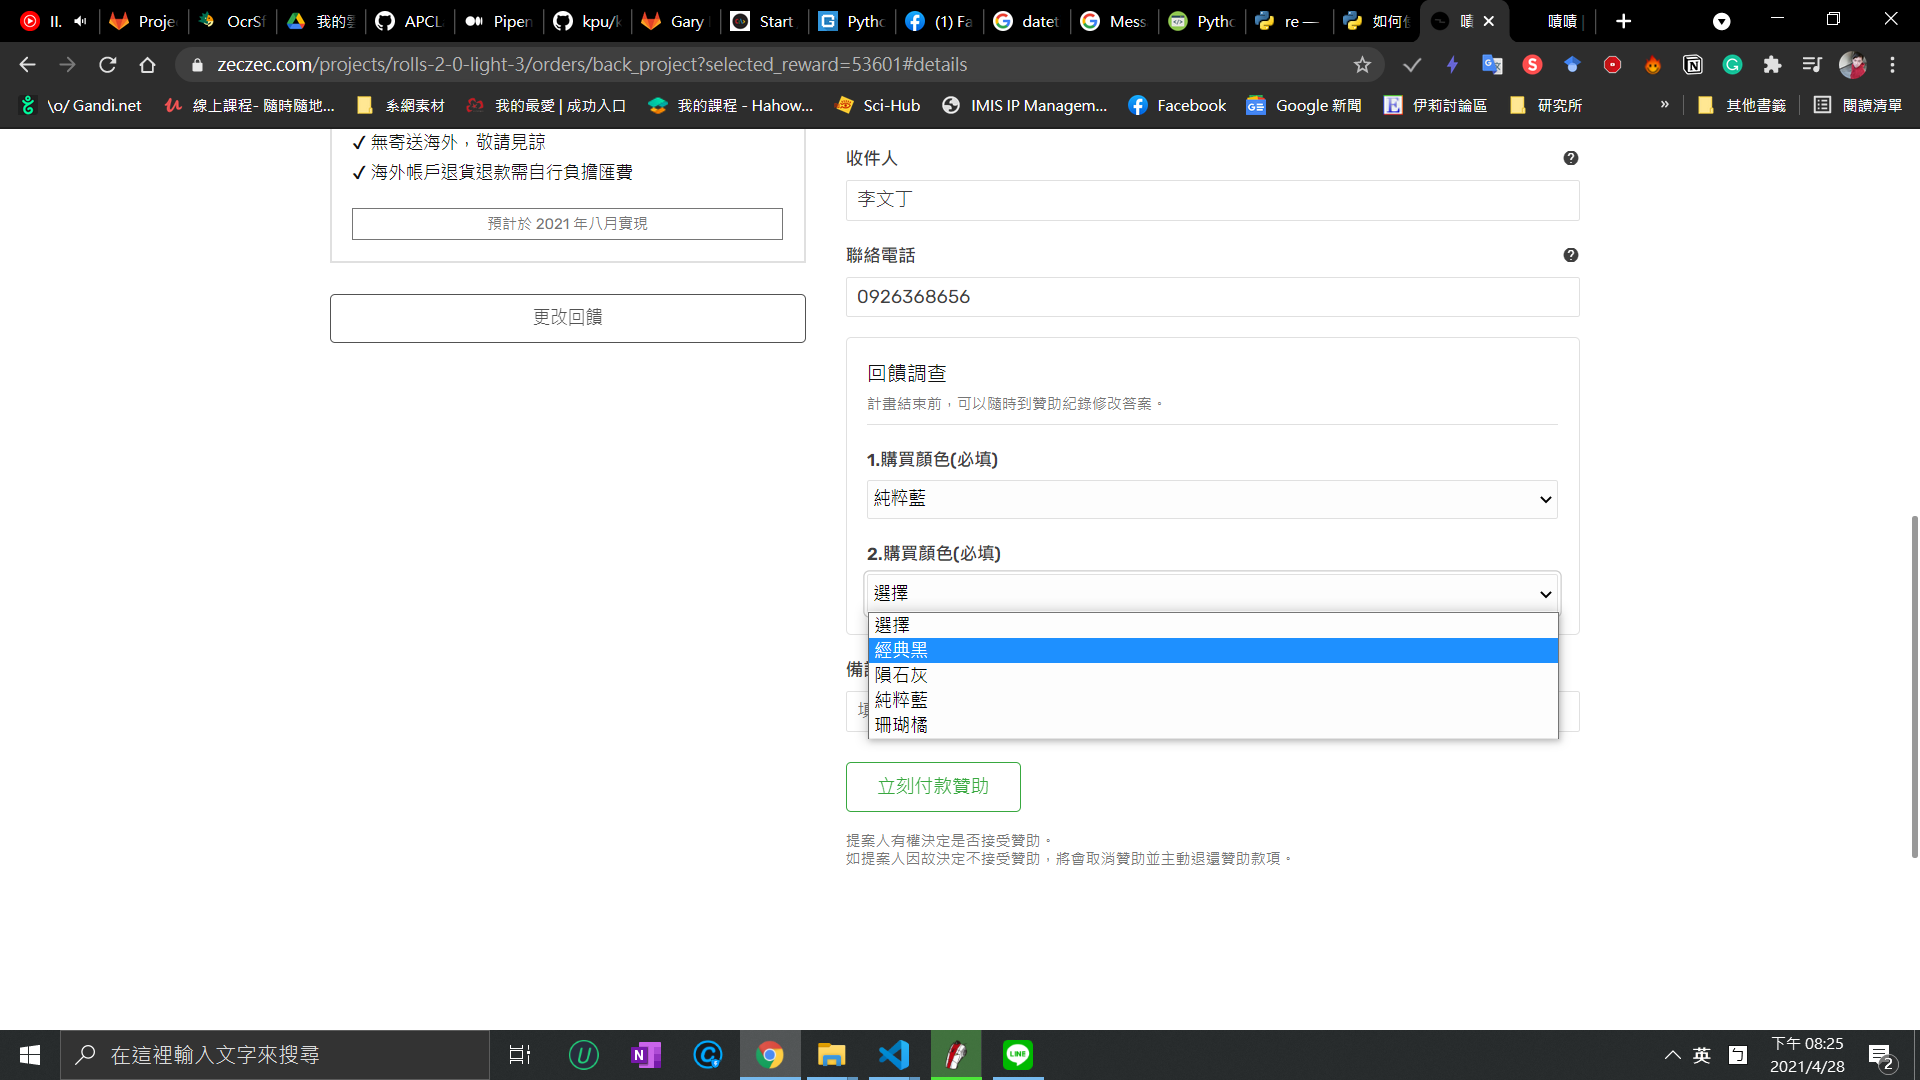 Proje
OcrSf
我的雲
APCL
Pipen
kpu/k
Gary
Start
Pytho
(1) Fa
datet
Mess
Pytho
re —
如何使
嘖
嘖嘖
zeczec.com/projects/rolls-2-0-light-3/orders/back_project?selected_reward=53601#details
\o/ Gandi.net
線上課程- 隨時隨地...
系網素材
我的最愛 | 成功入口
我的課程 - Hahow...
Sci-Hub
IMIS IP Managem...
Facebook
Google 新聞
伊莉討論區
研究所
»
其他書籤
閱讀清單
✓ 無寄送海外，敬請見諒
✓ 海外帳戶退貨退款需自行負擔匯費
預計於 2021 年八月實現
更改回饋
收件人
李文丁
聯絡電話
0926368656
回饋調查
計畫結束前，可以隨時到贊助紀錄修改答案。
1.購買顏色(必填)
純粹藍
2.購買顏色(必填)
選擇
選擇
經典黑
隕石灰
純粹藍
珊瑚橘
立刻付款贊助
提案人有權決定是否接受贊助。
如提案人因故決定不接受贊助，將會取消贊助並主動退還贊助款項。
在這裡輸入文字來搜尋
英
下午 08:25
2021/4/28
2